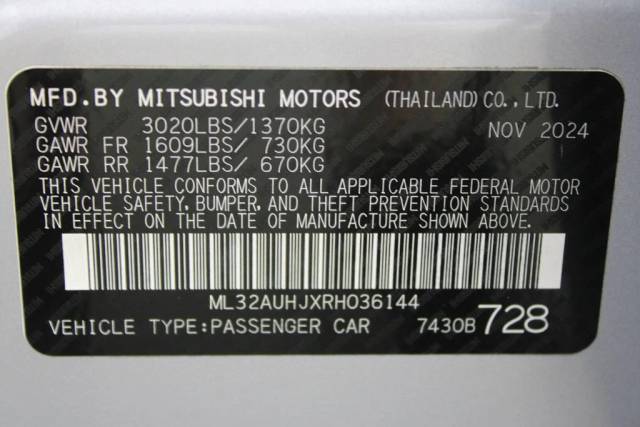 MFD.BY MITSUBISHI MOTORS (THAILAND)CO.,LTD.
GVWR 3020LBS/1370KG NOV 2024
GAWR FR 1609LBS/ 730KG
GAWR RR 1477LBS/ 670KG
THIS VEHICLE CONFORMS TO ALL APPLICABLE FEDERAL MOTOR
VEHICLE SAFETY, BUMPER, AND THEFT PREVENTION STANDARDS
IN EFFECT ON THE DATE OF MANUFACTURE SHOWN ABOVE.
ML32AUHJXRH036144
VEHICLE TYPE:PASSENGER CAR 7430B 728